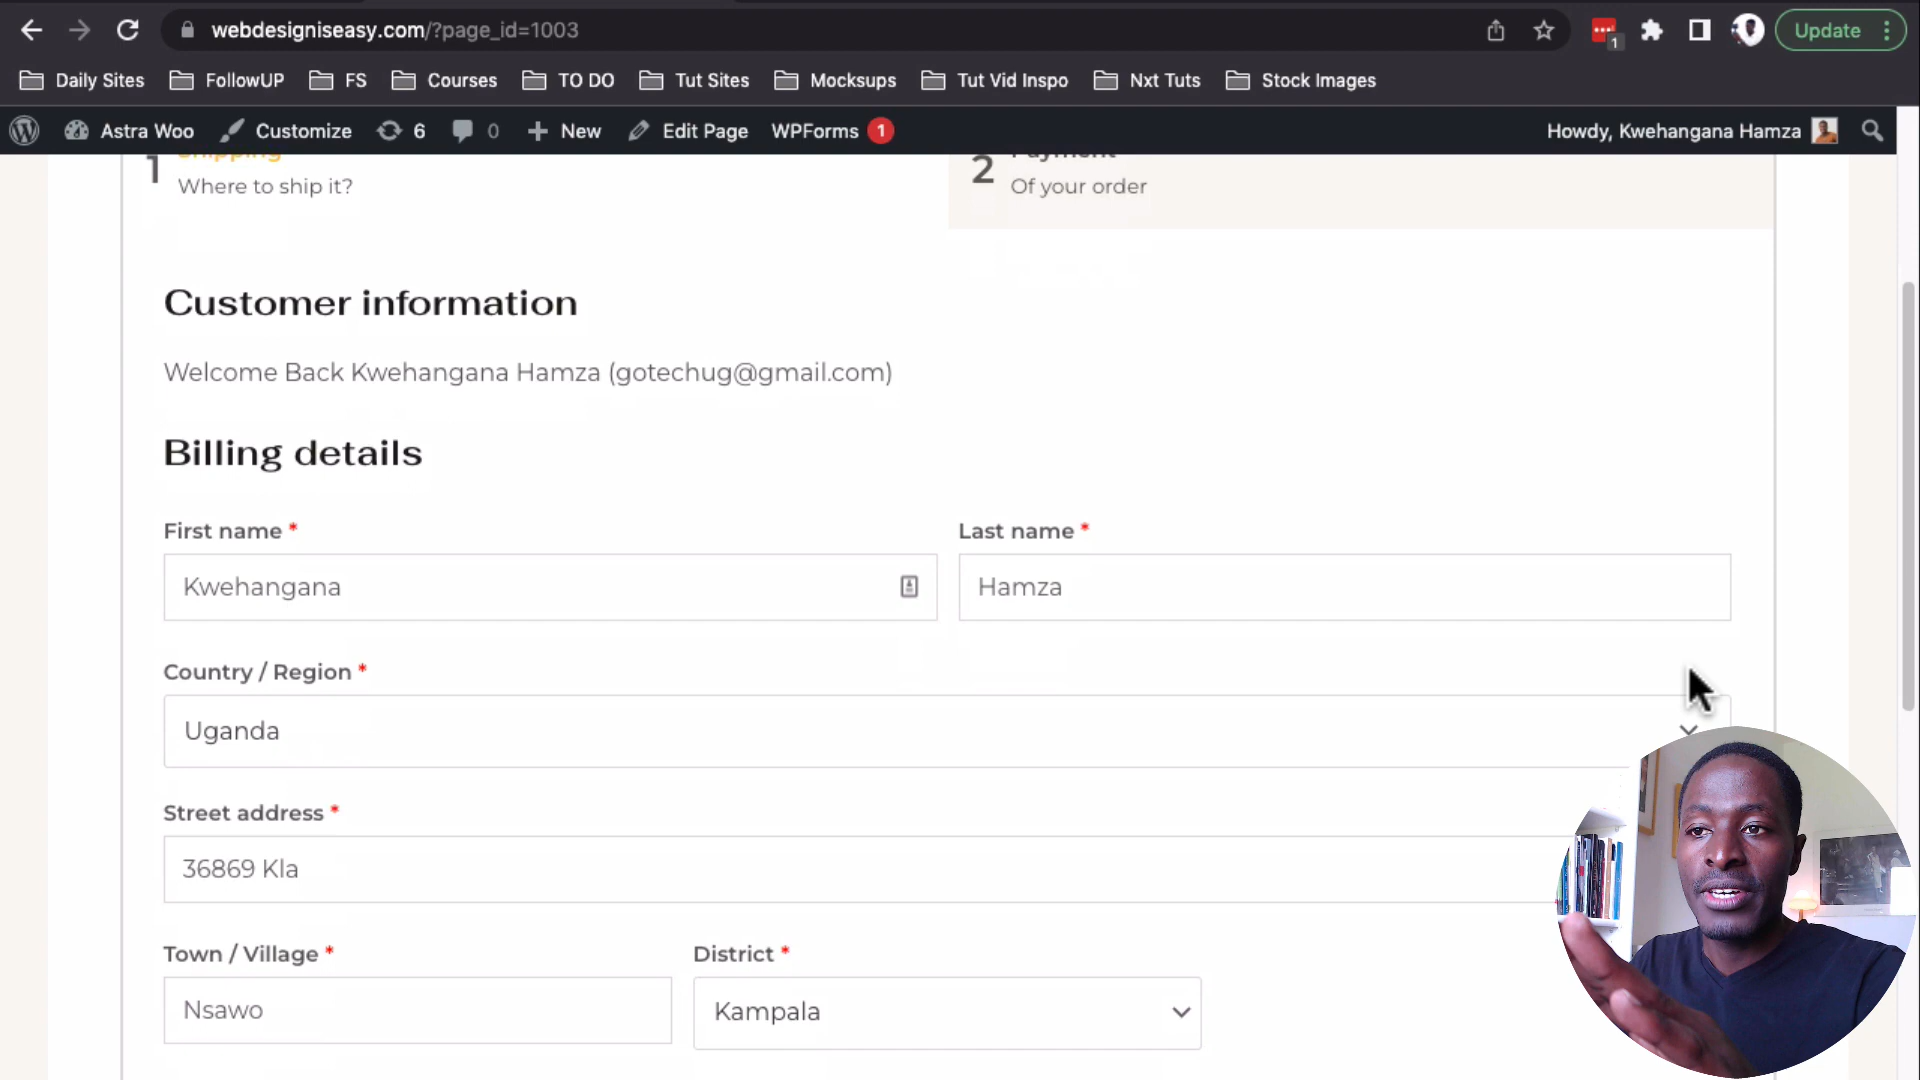 webdesigniseasy.com/?page_id=1003
1
Update
Daily Sites
FollowUP
FS
Courses
TO DO
Tut Sites
Mocksups
Tut Vid Inspo
Nxt Tuts
Stock Images
Astra Woo
Customize
6
0
New
Edit Page
WPForms 1
Howdy, Kwehangana Hamza
1 Shipping
Where to ship it?
2 Payment
Of your order
Customer information
Welcome Back Kwehangana Hamza (gotechug@gmail.com)
Billing details
First name *
Last name *
Kwehangana
Hamza
Country / Region *
Uganda
Street address *
36869 Kla
Town / Village *
District *
Nsawo
Kampala